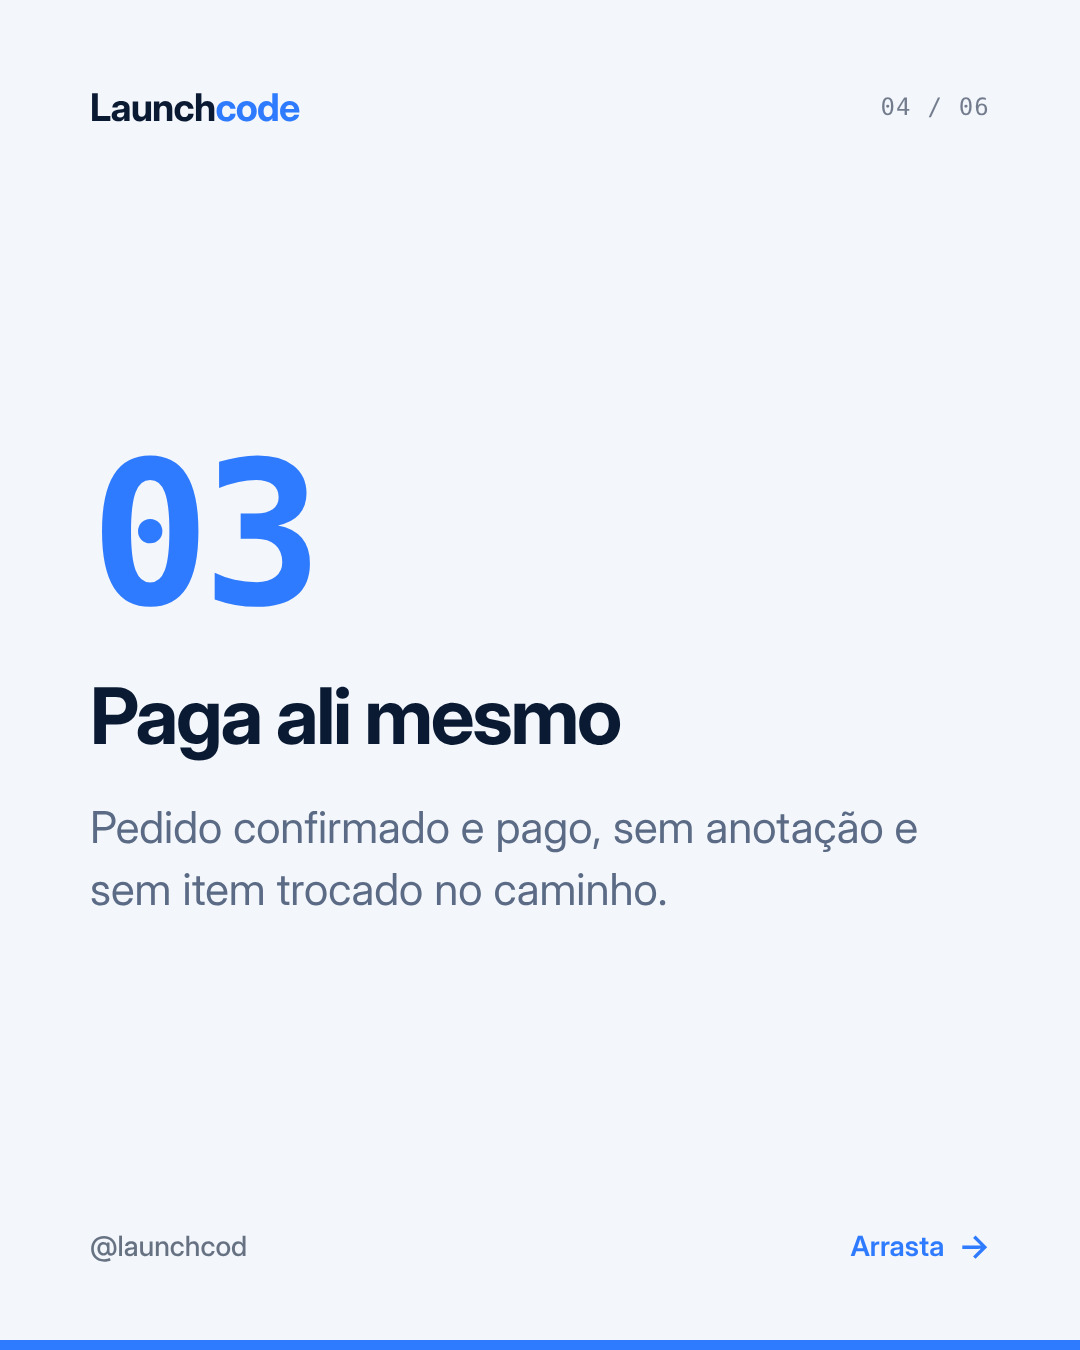 Launchcode
04 / 06
03
Paga ali mesmo
Pedido confirmado e pago, sem anotação e
sem item trocado no caminho.
@launchcod
Arrasta →